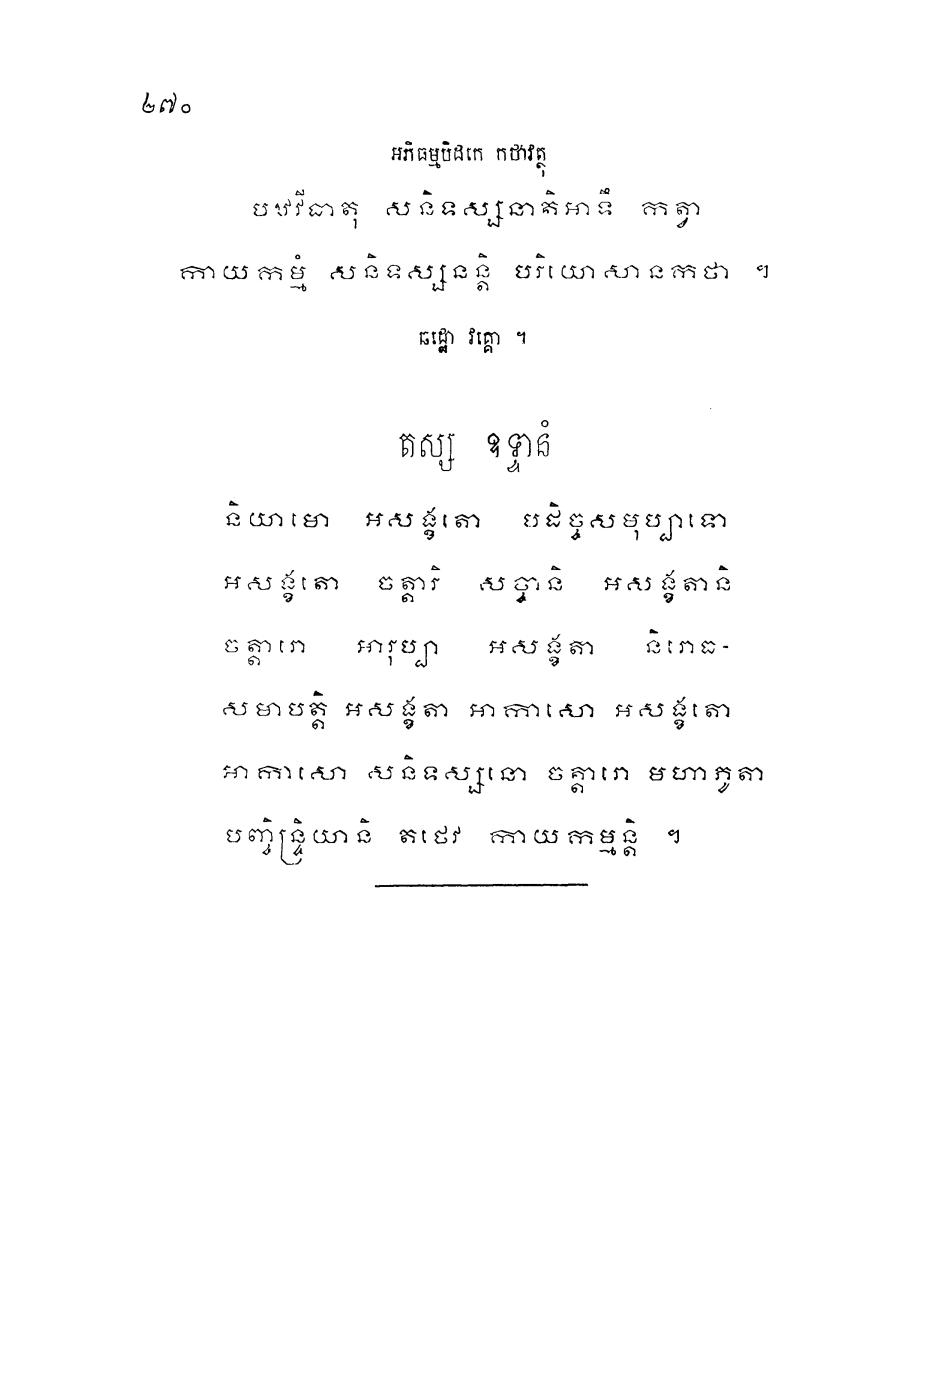 ២៧០
អភិធម្មបិដកេ កថាវត្ថុ
បឋវីធាតុ សនិទស្សនាតិអាទឹ កត្វា
កាយកម្មំ សនិទស្សនន្តិ បរិយោសានកថា ។
ឆដ្ឋោ វគ្គោ ។
តស្ស ឧទ្ទានំ
និយាមោ អសង្ខតោ បដិច្ចសមុប្បាទោ
អសង្ខតោ ចត្តារិ សច្ចានិ អសង្ខតានិ
ចត្តារោ អារុប្បា អសង្ខតា និរោធ-
សមាបត្តិ អសង្ខតា អាកាសោ អសង្ខតោ
អាកាសោ សនិទស្សនោ ចត្តារោ មហាភូតា
បញ្ចិន្ទ្រិយានិ តថេវ កាយកម្មន្តិ ។